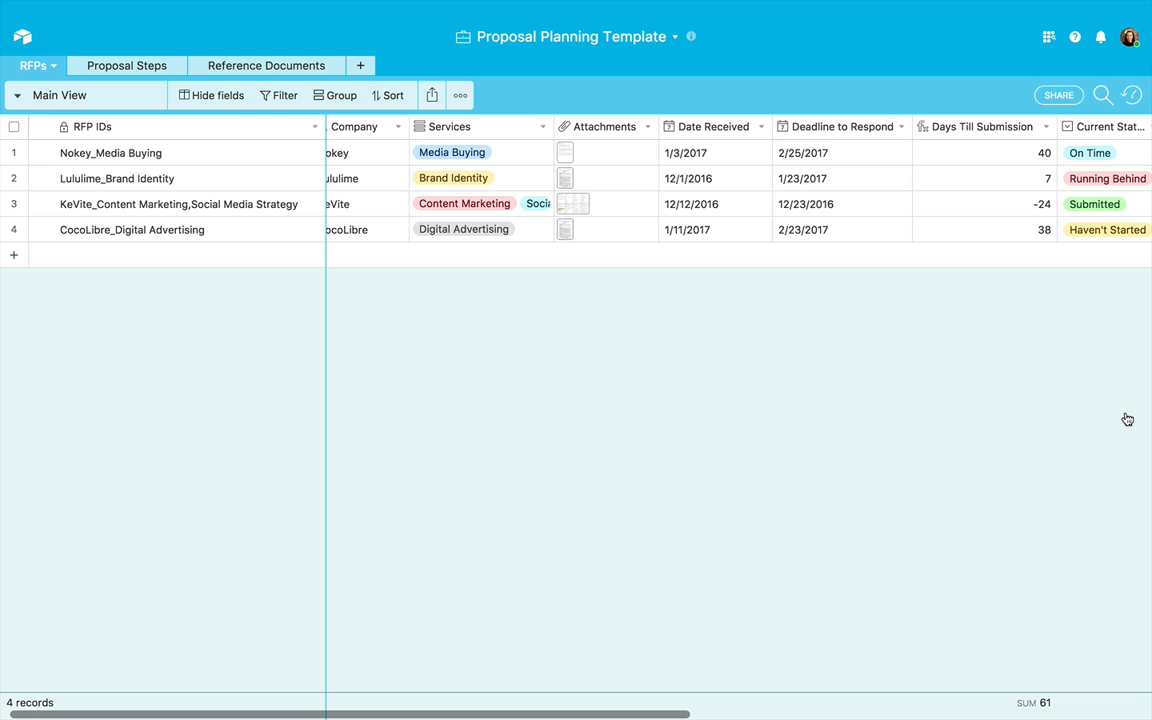 Proposal Planning Template
RFPs Proposal Steps Reference Documents +
Main View Hide fields Filter Group Sort SHARE
RFP IDs Company Services Attachments Date Received Deadline to Respond Days Till Submission Current Stat...
1 Nokey_Media Buying okey Media Buying 1/3/2017 2/25/2017 40 On Time
2 Lululime_Brand Identity Brand Identity 12/1/2016 1/23/2017 7 Running Behind
3 KeVite_Content Marketing,Social Media Strategy eVite Content Marketing Socia 12/12/2016 12/23/2016 -24 Submitted
4 CocoLibre_Digital Advertising ocoLibre Digital Advertising 1/11/2017 2/23/2017 38 Haven't Started
+
4 records SUM 61